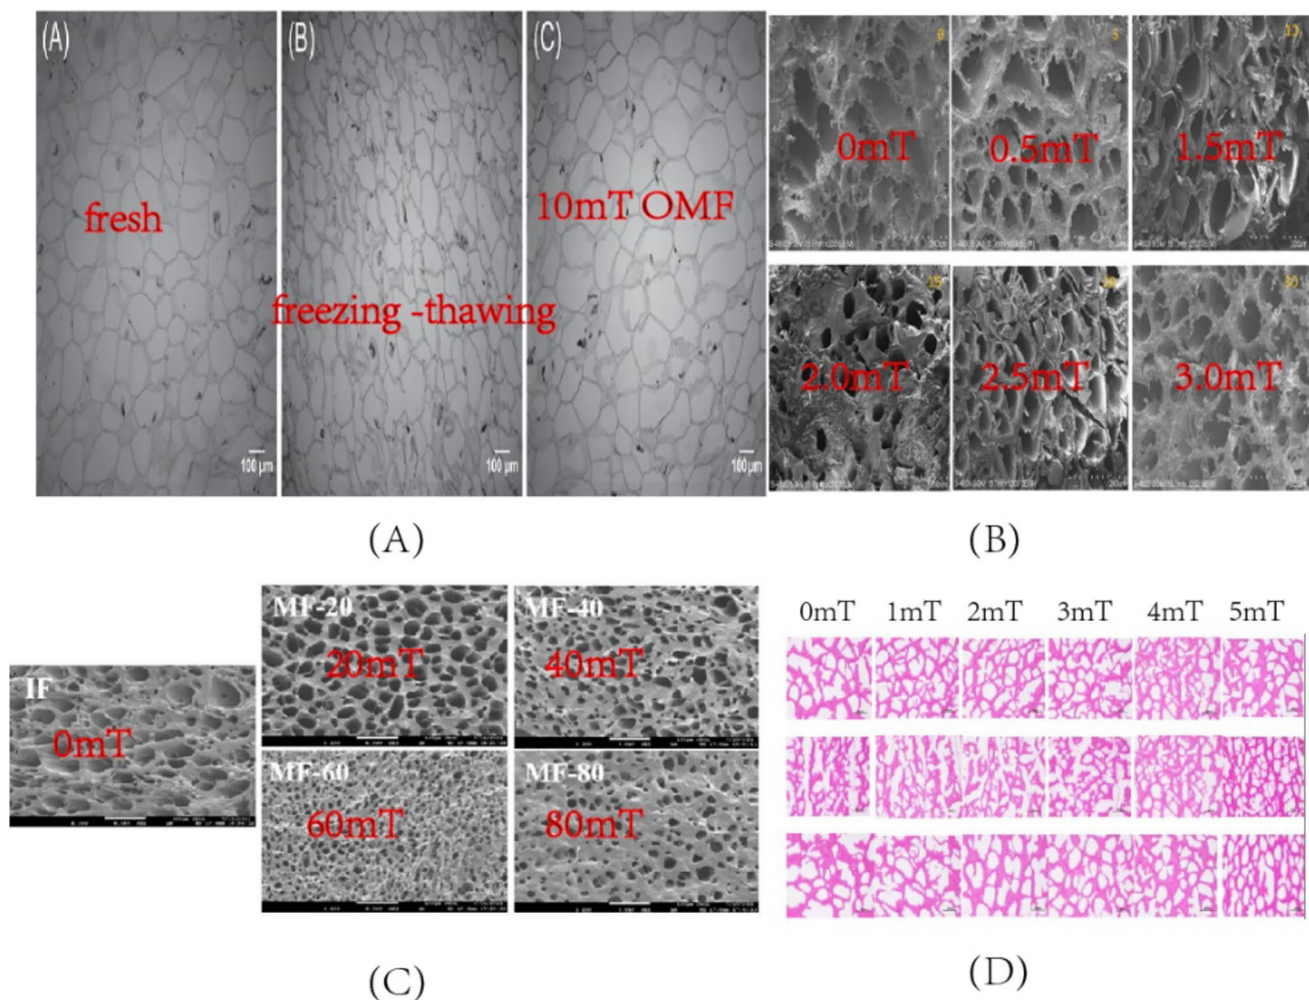 (A)
(B)
(C)
fresh
freezing -thawing
10mT OMF
100 µm
100 µm
100 µm
0mT
0.5mT
1.5mT
2.0mT
2.5mT
3.0mT
(A)
(B)
IF
0mT
MF-20
20mT
MF-40
40mT
MF-60
60mT
MF-80
80mT
0mT 1mT 2mT 3mT 4mT 5mT
(C)
(D)